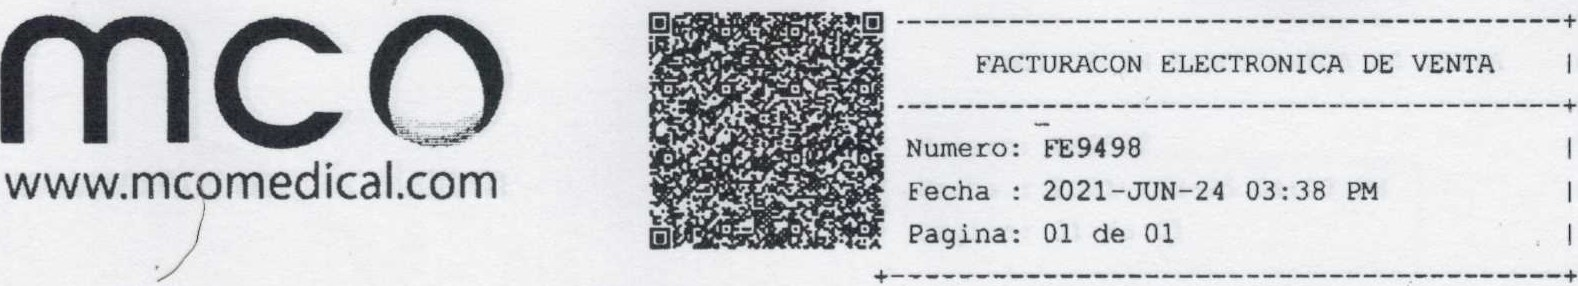 mco
www.mcomedical.com
FACTURACON ELECTRONICA DE VENTA
Numero: FE9498
Fecha : 2021-JUN-24 03:38 PM
Pagina: 01 de 01